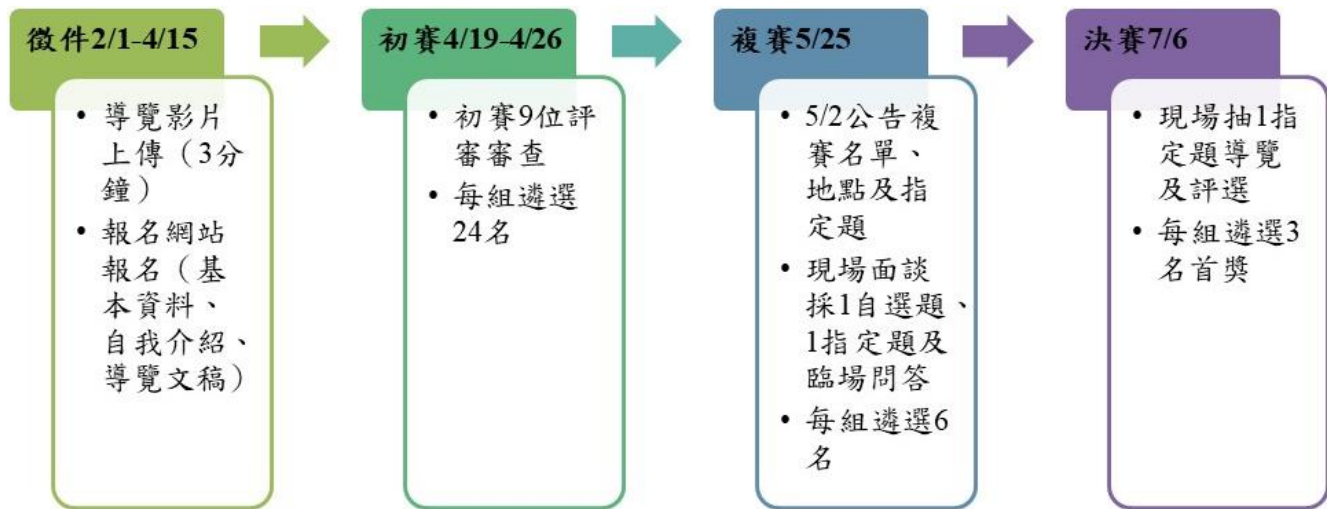 徵件2/1-4/15
• 導覽影片
上傳（3分
鐘）
• 報名網站
報名（基
本資料、
自我介紹、
導覽文稿）
初賽4/19-4/26
• 初賽9位評
審審查
• 每組遴選
24名
複賽5/25
• 5/2公告複
賽名單、
地點及指
定題
• 現場面談
採1自選題、
1指定題及
臨場問答
• 每組遴選6
名
決賽7/6
• 現場抽1指
定題導覽
及評選
• 每組遴選3
名首獎